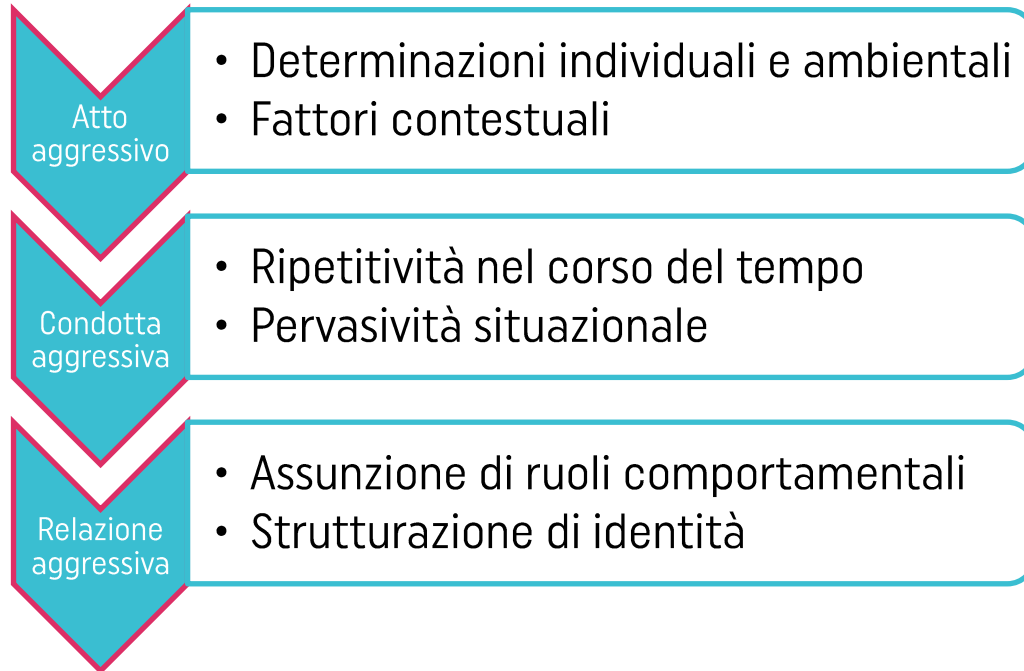 Atto
aggressivo
• Determinazioni individuali e ambientali
• Fattori contestuali
Condotta
aggressiva
• Ripetitività nel corso del tempo
• Pervasività situazionale
Relazione
aggressiva
• Assunzione di ruoli comportamentali
• Strutturazione di identità